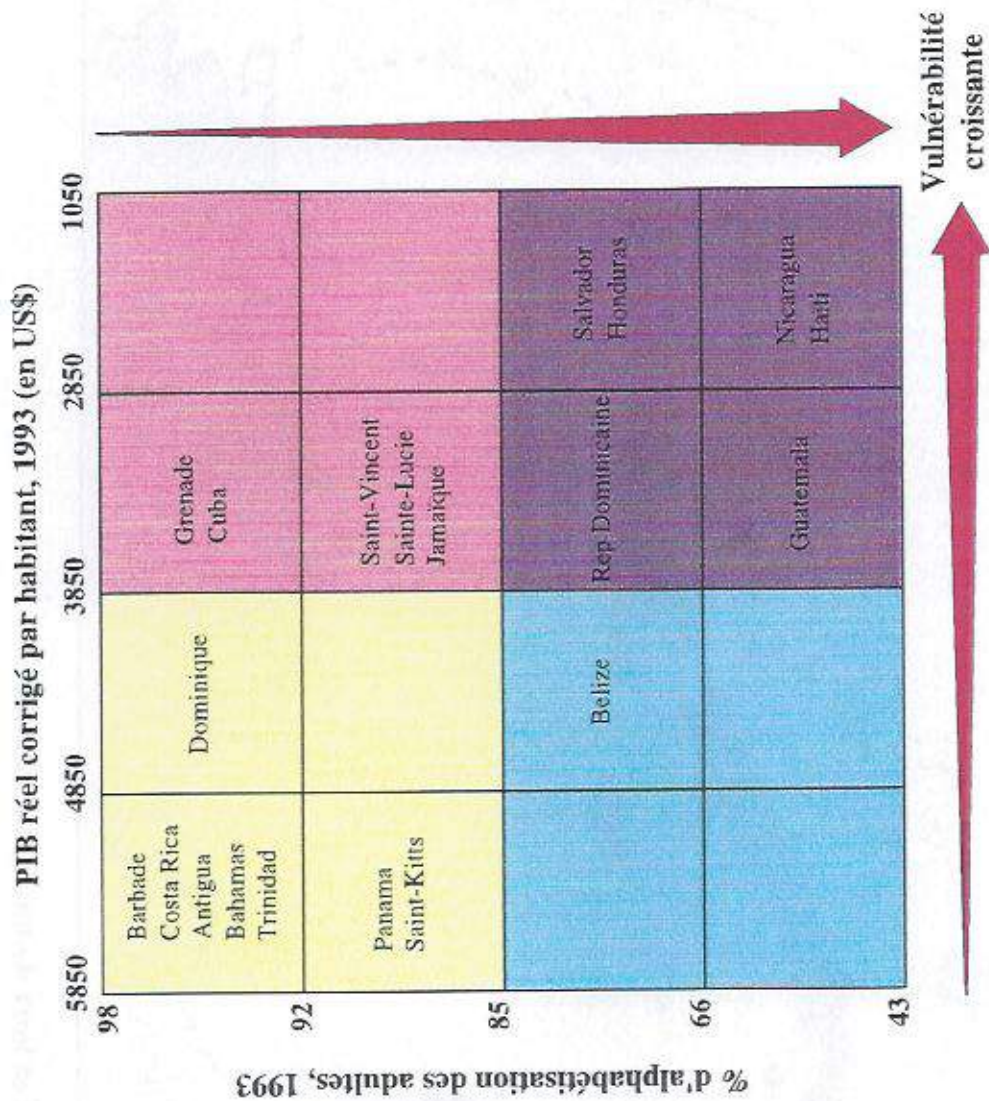 PIB réel corrigé par habitant, 1993 (en US$)
5850
4850
3850
2850
1050
98
92
85
66
43
% d'alphabétisation des adultes, 1993
Barbade
Costa Rica
Antigua
Bahamas
Trinidad
Dominique
Grenade
Cuba
Panama
Saint-Kitts
Saint-Vincent
Sainte-Lucie
Jamaïque
Belize
Rep Dominicaine
Salvador
Honduras
Guatemala
Nicaragua
Haïti
Vulnérabilité
croissante